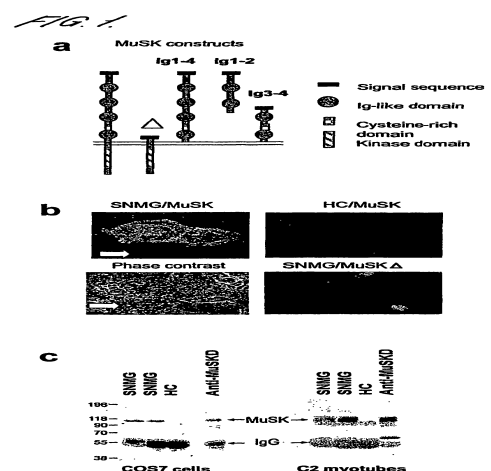 FIG. 1.
a
MuSK constructs
Ig1-4 Ig1-2
Ig3-4
Signal sequence
Ig-like domain
Cysteine-rich
domain
Kinase domain
Δ
b
SNMG/MuSK HC/MuSK
Phase contrast SNMG/MuSK Δ
c
SNMG SNMG HC Anti-MuSKD SNMG SNMG HC Anti-MuSKD
196
118
90
70
55
38
MuSK
IgG
COS7 cells C2 myotubes